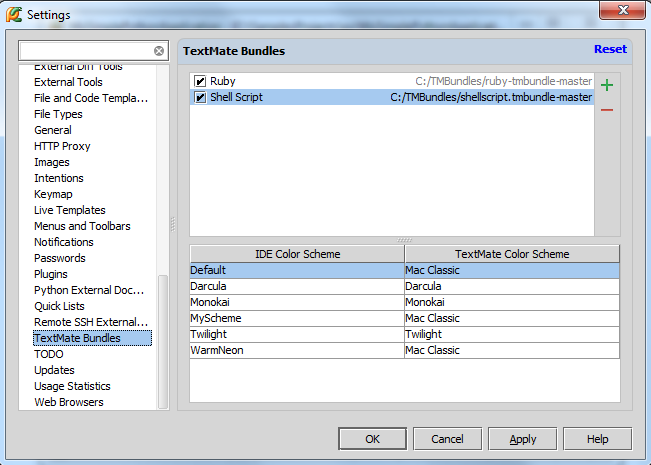 Settings
TextMate Bundles
Reset
External Diff Tools
External Tools
File and Code Templa...
File Types
General
HTTP Proxy
Images
Intentions
Keymap
Live Templates
Menus and Toolbars
Notifications
Passwords
Plugins
Python External Doc...
Quick Lists
Remote SSH External...
TextMate Bundles
TODO
Updates
Usage Statistics
Web Browsers
Ruby C:/TMBundles/ruby-tmbundle-master
Shell Script C:/TMBundles/shellscript.tmbundle-master
IDE Color Scheme TextMate Color Scheme
Default Mac Classic
Darcula Darcula
Monokai Monokai
MyScheme Mac Classic
Twilight Twilight
WarmNeon Mac Classic
OK Cancel Apply Help